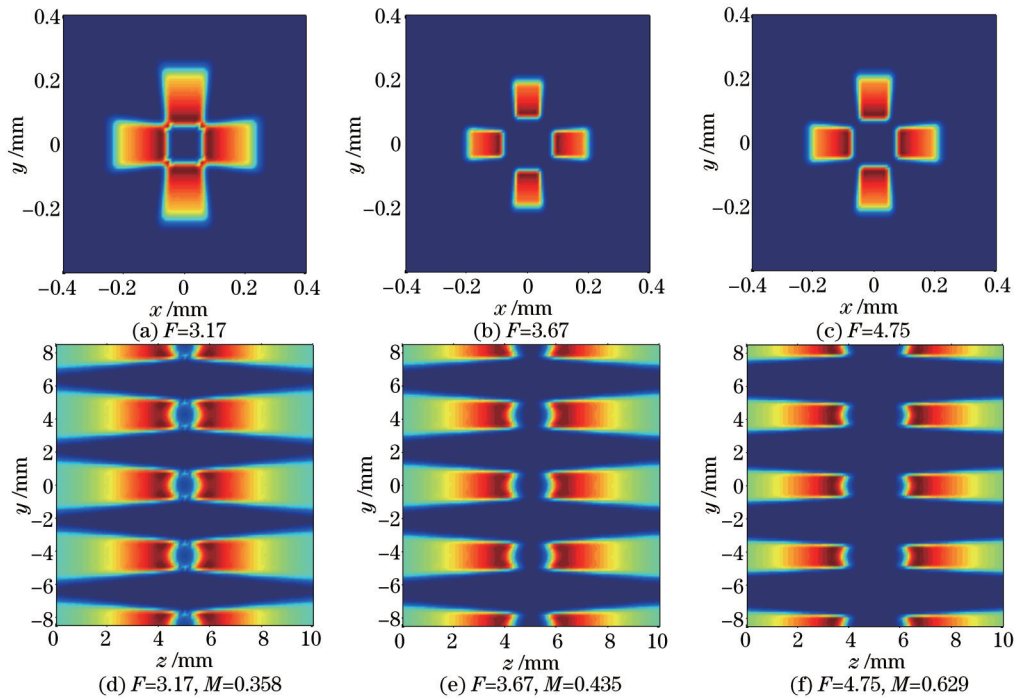 0.4
0.2
0
−0.2
y /mm
−0.4 −0.2 0 0.2 0.4
x /mm
(a) F=3.17
0.4
0.2
0
−0.2
y /mm
−0.4 −0.2 0 0.2 0.4
x /mm
(b) F=3.67
0.4
0.2
0
−0.2
y /mm
−0.4 −0.2 0 0.2 0.4
x /mm
(c) F=4.75
8
6
4
2
0
−2
−4
−6
−8
y /mm
0 2 4 6 8 10
z /mm
(d) F=3.17, M=0.358
8
6
4
2
0
−2
−4
−6
−8
y /mm
0 2 4 6 8 10
z /mm
(e) F=3.67, M=0.435
8
6
4
2
0
−2
−4
−6
−8
y /mm
0 2 4 6 8 10
z /mm
(f) F=4.75, M=0.629